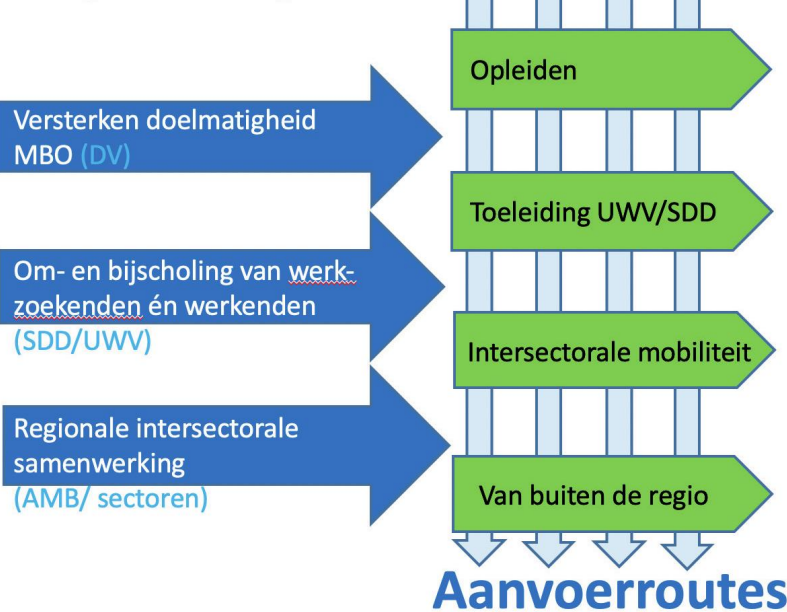 Opleiden
Versterken doelmatigheid
MBO (DV)
Toeleiding UWV/SDD
Om- en bijscholing van werk-
zoekenden én werkenden
(SDD/UWV)
Intersectorale mobiliteit
Regionale intersectorale
samenwerking
(AMB/ sectoren)
Van buiten de regio
Aanvoerroutes